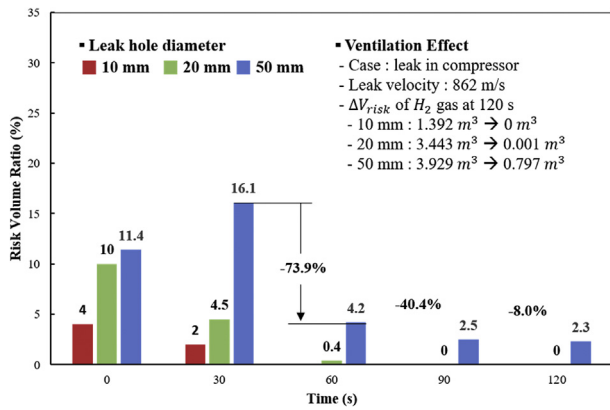 35
30
25
20
15
10
5
0
Risk Volume Ratio (%)
▪ Leak hole diameter
10 mm 20 mm 50 mm
▪ Ventilation Effect
- Case : leak in compressor
- Leak velocity : 862 m/s
- ΔV_risk of H₂ gas at 120 s
- 10 mm : 1.392 m³ → 0 m³
- 20 mm : 3.443 m³ → 0.001 m³
- 50 mm : 3.929 m³ → 0.797 m³
4 10 11.4
2 4.5 16.1
-73.9%
0.4 4.2
-40.4%
0 2.5
-8.0%
0 2.3
0 30 60 90 120
Time (s)